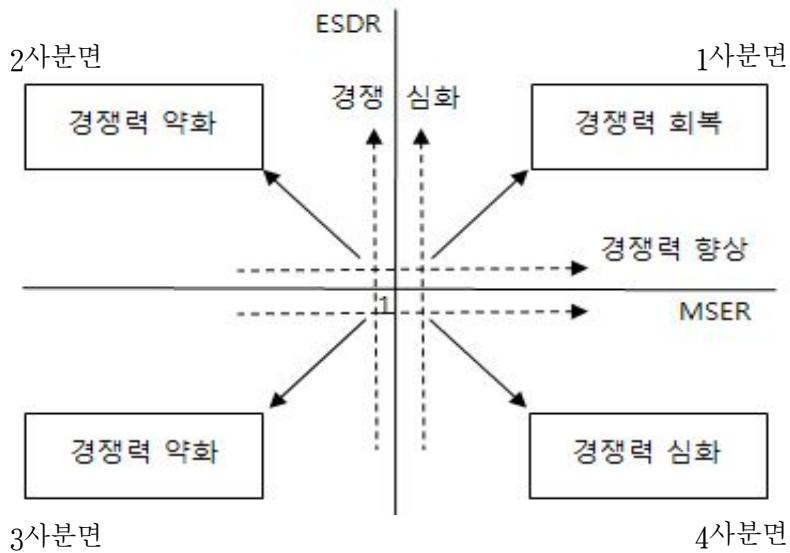 ESDR
2사분면
1사분면
경쟁 심화
경쟁력 약화
경쟁력 회복
경쟁력 향상
1
MSER
경쟁력 약화
경쟁력 심화
3사분면
4사분면